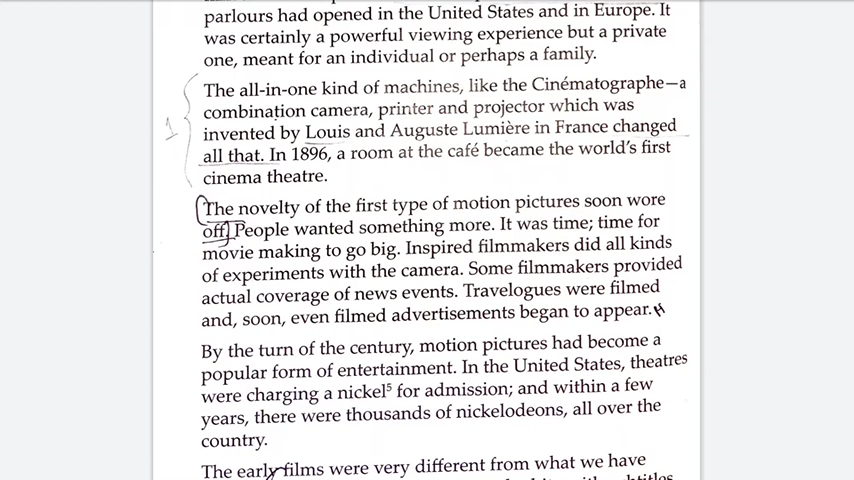 parlours had opened in the United States and in Europe. It
was certainly a powerful viewing experience but a private
one, meant for an individual or perhaps a family.
The all-in-one kind of machines, like the Cinématographe—a
combination camera, printer and projector which was
invented by Louis and Auguste Lumière in France changed
all that. In 1896, a room at the café became the world's first
cinema theatre.
1
The novelty of the first type of motion pictures soon wore
off. People wanted something more. It was time; time for
movie making to go big. Inspired filmmakers did all kinds
of experiments with the camera. Some filmmakers provided
actual coverage of news events. Travelogues were filmed
and, soon, even filmed advertisements began to appear.
By the turn of the century, motion pictures had become a
popular form of entertainment. In the United States, theatres
were charging a nickel⁵ for admission; and within a few
years, there were thousands of nickelodeons, all over the
country.
The early films were very different from what we have